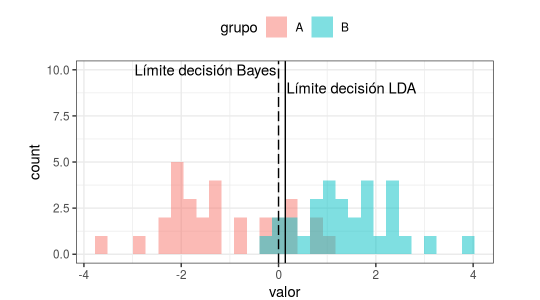 grupo A B
Límite decisión Bayes
Límite decisión LDA
10.0
7.5
5.0
2.5
0.0
count
-4 -2 0 2 4
valor